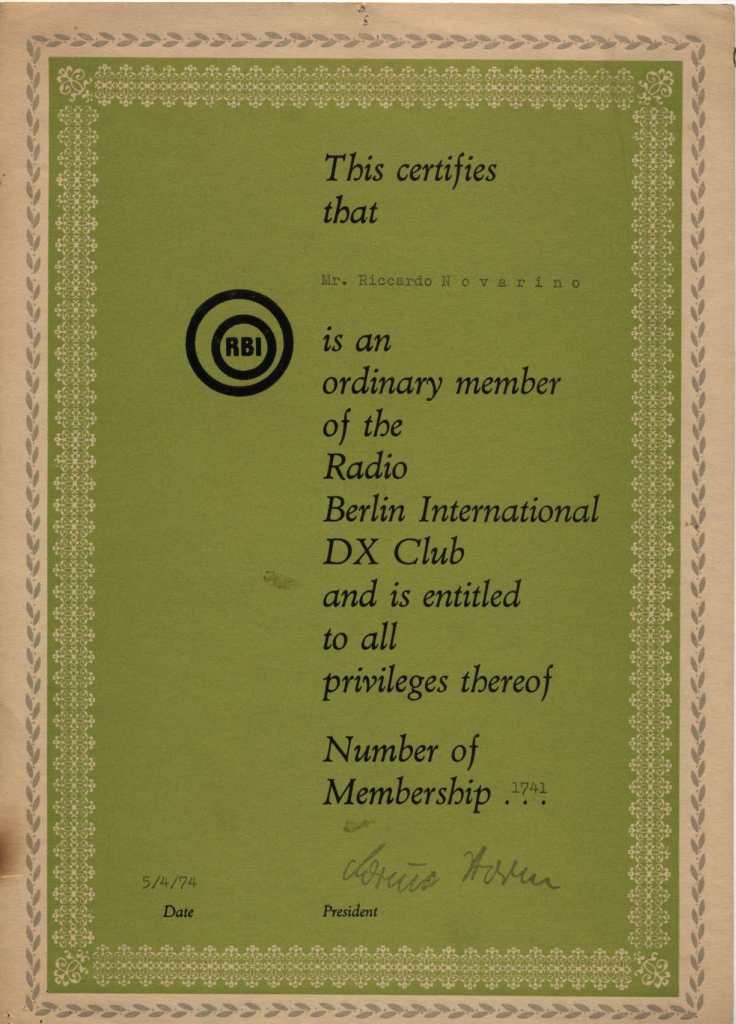 This certifies
that
Mr. Riccardo N o v a r i n o
RBI
is an
ordinary member
of the
Radio
Berlin International
DX Club
and is entitled
to all
privileges thereof
Number of
Membership 1741 . . .
5/4/74
Date
President